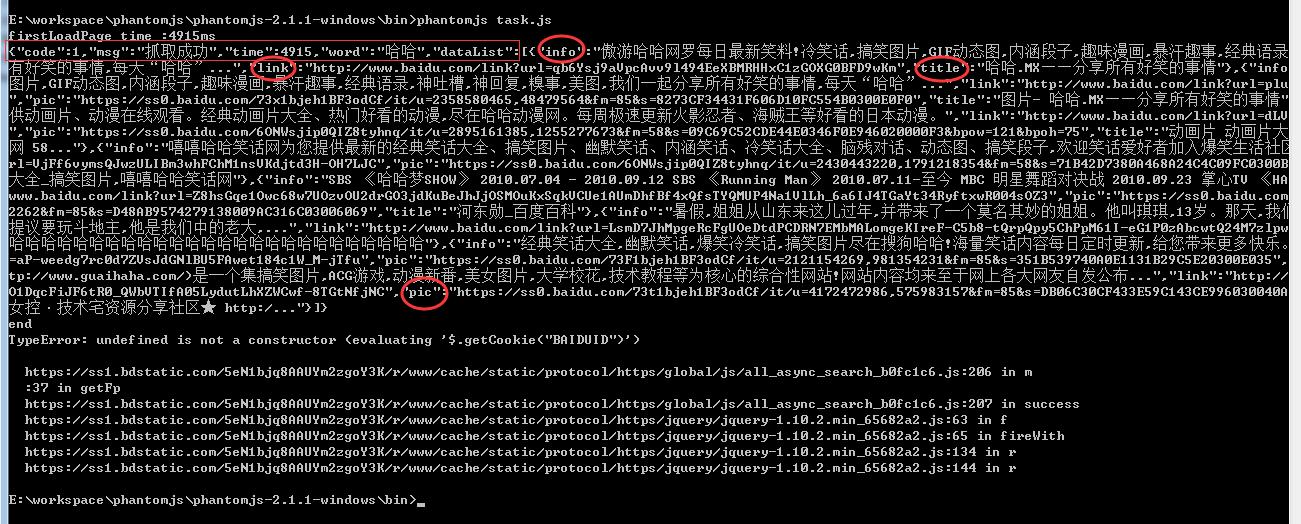 E:\workspace\phantomjs\phantomjs-2.1.1-windows\bin>phantomjs task.js
firstLoadPage time :4915ms
{"code":1,"msg":"抓取成功","time":4915,"word":"哈哈","dataList":[{"info":"傲游哈哈网罗每日最新笑料!冷笑话,搞笑图片,GIF动态图,内涵段子,趣味漫画,暴汗趣事,经典语录
有好笑的事情,每天“哈哈” ...","link":"http://www.baidu.com/link?url=qb6Ysj9aVpcAvv9l494EeXBMRHHxC1zGOXG0BFD9wKm","title":"哈哈.MX——分享所有好笑的事情"},{"info
图片,GIF动态图,内涵段子,趣味漫画,暴汗趣事,经典语录,神吐槽,神回复,糗事,美图,我们一起分享所有好笑的事情,每天“哈哈” ...","link":"http://www.baidu.com/link?url=plu
","pic":"https://ss0.baidu.com/73x1bjeh1BF3odCf/it/u=2358580465,48479564&fm=85&s=8273CF34431F606D10FC554B0300E0F0","title":"图片- 哈哈.MX——分享所有好笑的事情"
供动画片、动漫在线观看。经典动画片大全、热门好看的动漫,尽在哈哈动漫网。每周极速更新火影忍者、海贼王等好看的日本动漫。","link":"http://www.baidu.com/link?url=dLV
","pic":"https://ss0.baidu.com/6ONWsjip0QIZ8tyhnq/it/u=2895161385,1255277673&fm=58&s=09C69C52CDE44E0346F0E946020000F3&bpow=121&bpoh=75","title":"动画片_动画片
网 58..."},{"info":"嘻嘻哈哈笑话网为您提供最新的经典笑话大全、搞笑图片、幽默笑话、内涵笑话、冷笑话大全、脑残对话、动态图、搞笑段子,欢迎笑话爱好者加入爆笑生活社区
rl=VjFf6vymsQJwzULIBm3whFChM1nsVKdjtd3H-OH7LJC","pic":"https://ss0.baidu.com/6ONWsjip0QIZ8tyhnq/it/u=2430443220,1791218354&fm=58&s=71B42D7380A468A24C4C09FC0300B
大全_搞笑图片,嘻嘻哈哈笑话网"},{"info":"SBS 《哈哈梦SHOW》 2010.07.04 - 2010.09.12 SBS 《Running Man》 2010.07.11-至今 MBC 明星舞蹈对决战 2010.09.23 掌心TV 《HA
www.baidu.com/link?url=Z8hsGqe1Owc68w7UOzvOU2drGO3jdKuBeJhJjOSMOuKxSqkVCUe1AUmDhfBf4xQfsTYQMUP4Na1VlLh_6a6IJ4IGaYt34RyftxwR004sOZ3","pic":"https://ss0.baidu.com/
2262&fm=85&s=D48AB9574279138009AC316C03006069","title":"河东勋_百度百科"},{"info":"暑假,姐姐从山东来这儿过年,并带来了一个莫名其妙的姐姐。他叫琪琪,13岁。那天,我们
提议要玩斗地主,他是我们中的老大,...","link":"http://www.baidu.com/link?url=LsmD7JhMpgeRcFgUOeDtdPCDRN7EMbMALomgeKIreF-C5b8-tQrpQpy5ChPpM61I-eG1P0zAbcwtQ24M7zlpw
哈哈哈哈哈哈哈哈哈哈哈哈哈哈哈哈哈哈哈哈哈哈哈哈哈哈"},{"info":"经典笑话大全,幽默笑话,爆笑冷笑话,搞笑图片尽在搜狗哈哈!海量笑话内容每日定时更新,给您带来更多快乐。
=aP-weedg7rc0d7ZUsJdGNlBU5FAwet184c1W_M-jTfu","pic":"https://ss0.baidu.com/73F1bjeh1BF3odCf/it/u=2121154269,981354231&fm=85&s=351B539740A0E1131B29C5E20300E035",
tp://www.guaihaha.com/)是一个集搞笑图片,ACG游戏,动漫新番,美女图片,大学校花,技术教程等为核心的综合性网站!网站内容均来至于网上各大网友自发公布...","link":"http:/
O1DqcFiJF6tR0_QWbVTIfA05LydutLhXZWCwf-8TGtNfjNC","pic":"https://ss0.baidu.com/73t1bjeh1BF3odCf/it/u=4172472986,575983157&fm=85&s=DB06C30CF433E59C143CE996030040A
女控·技术宅资源分享社区★ http:/..."}]}
end
TypeError: undefined is not a constructor (evaluating '$.getCookie("BAIDUID")')
https://ss1.bdstatic.com/5eN1bjq8AAUYm2zgoY3K/r/www/cache/static/protocol/https/global/js/all_async_search_b0fc1c6.js:206 in m
:37 in getFp
https://ss1.bdstatic.com/5eN1bjq8AAUYm2zgoY3K/r/www/cache/static/protocol/https/global/js/all_async_search_b0fc1c6.js:207 in success
https://ss1.bdstatic.com/5eN1bjq8AAUYm2zgoY3K/r/www/cache/static/protocol/https/jquery/jquery-1.10.2.min_65682a2.js:63 in f
https://ss1.bdstatic.com/5eN1bjq8AAUYm2zgoY3K/r/www/cache/static/protocol/https/jquery/jquery-1.10.2.min_65682a2.js:65 in fireWith
https://ss1.bdstatic.com/5eN1bjq8AAUYm2zgoY3K/r/www/cache/static/protocol/https/jquery/jquery-1.10.2.min_65682a2.js:134 in r
https://ss1.bdstatic.com/5eN1bjq8AAUYm2zgoY3K/r/www/cache/static/protocol/https/jquery/jquery-1.10.2.min_65682a2.js:144 in r
E:\workspace\phantomjs\phantomjs-2.1.1-windows\bin>_